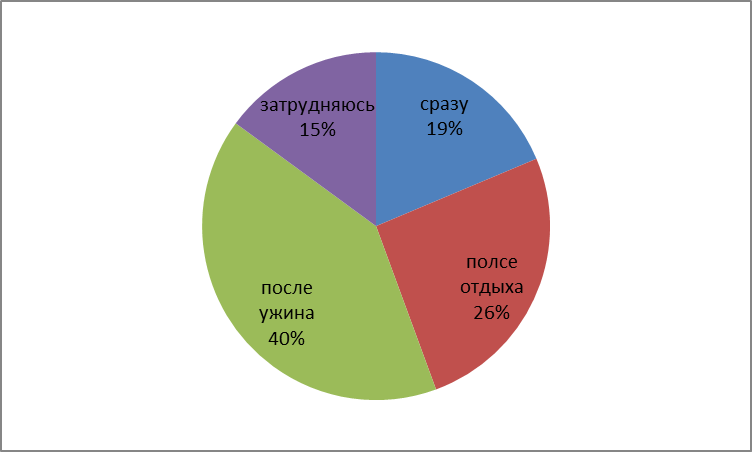 затрудняюсь
15%
сразу
19%
полсе
отдыха
26%
после
ужина
40%